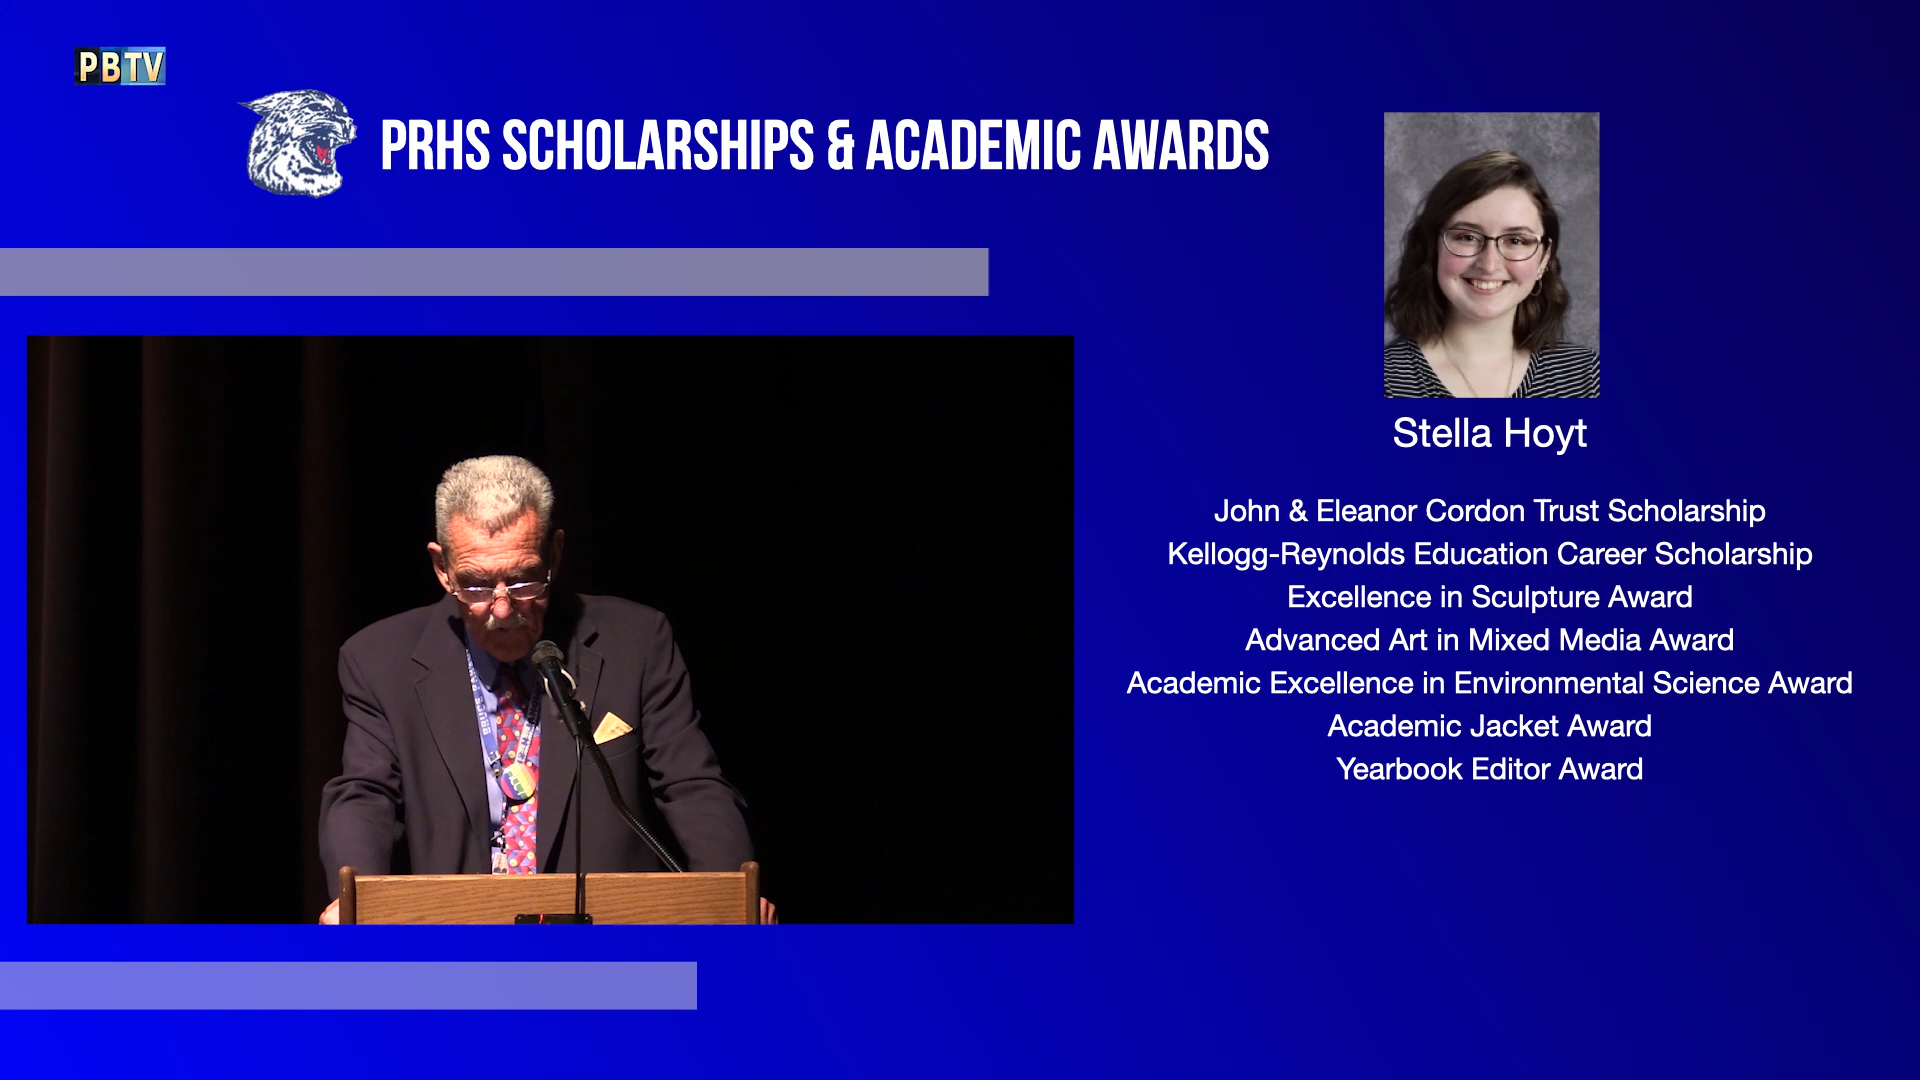 PBTV
PRHS SCHOLARSHIPS & ACADEMIC AWARDS
Stella Hoyt
John & Eleanor Cordon Trust Scholarship
Kellogg-Reynolds Education Career Scholarship
Excellence in Sculpture Award
Advanced Art in Mixed Media Award
Academic Excellence in Environmental Science Award
Academic Jacket Award
Yearbook Editor Award